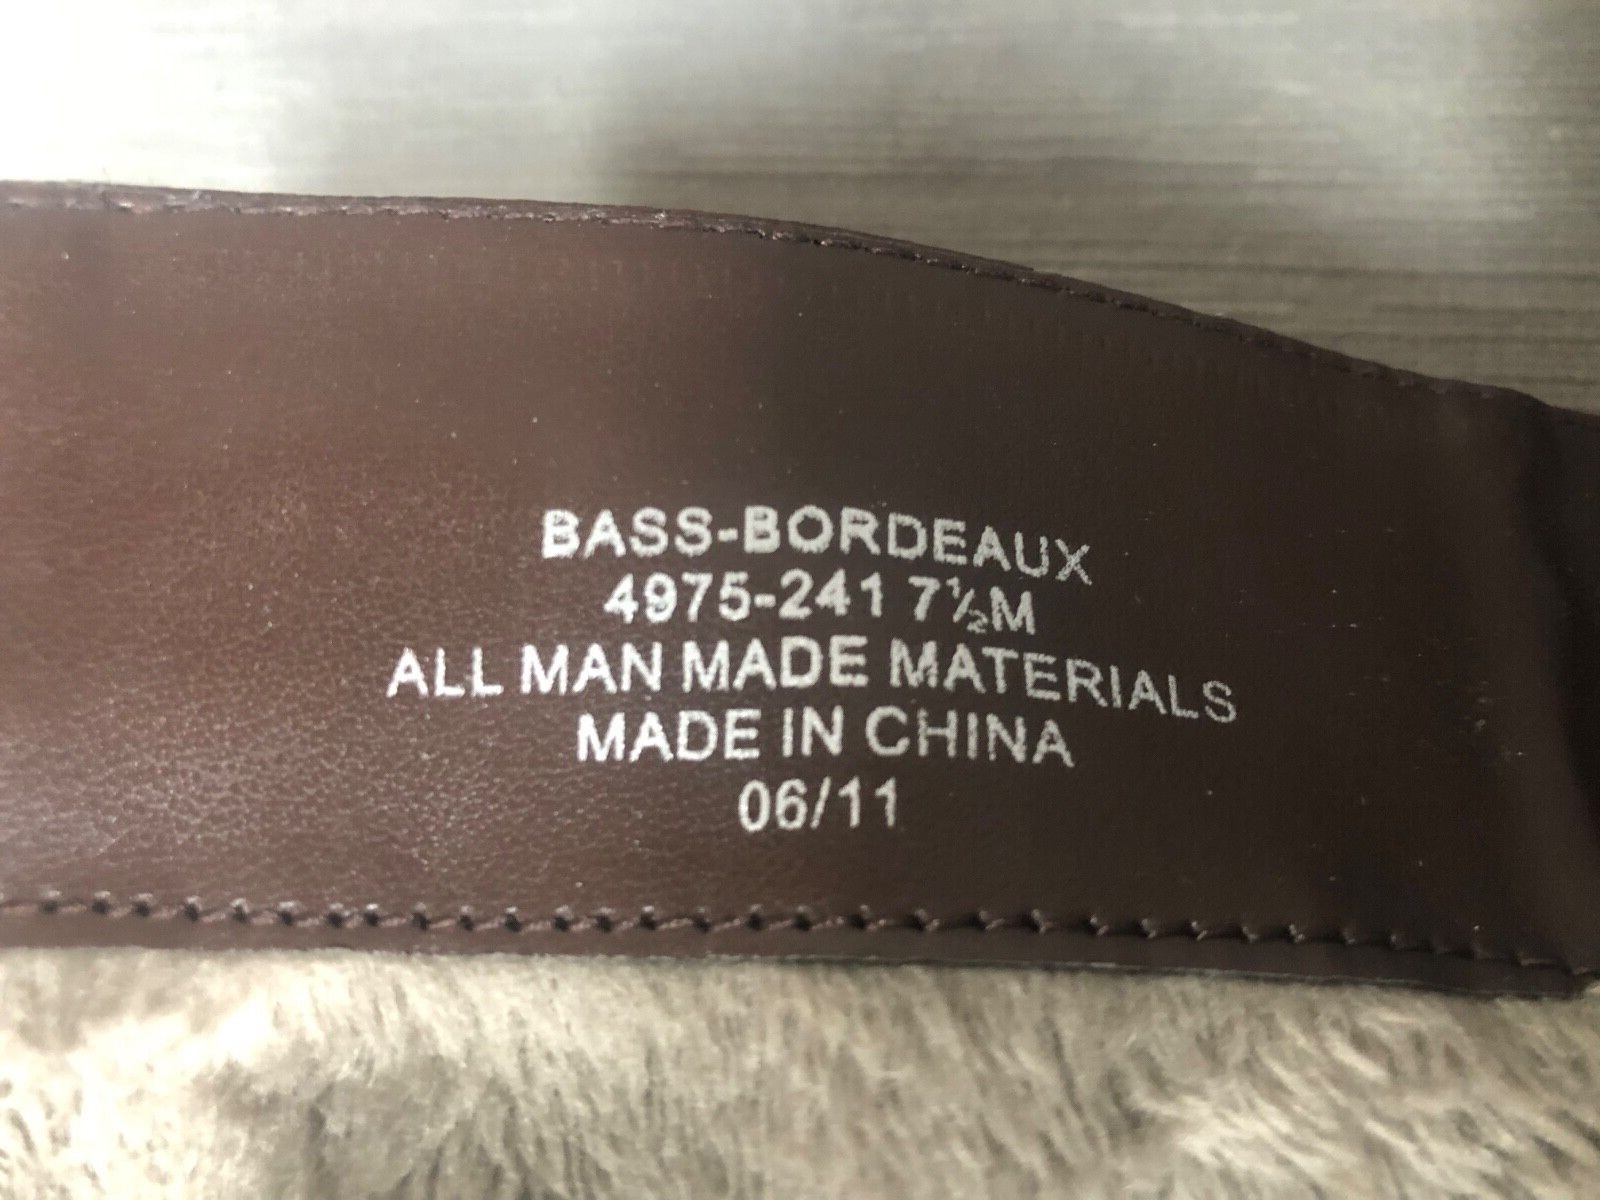 BASS-BORDEAUX
4975-241 7½M
ALL MAN MADE MATERIALS
MADE IN CHINA
06/11